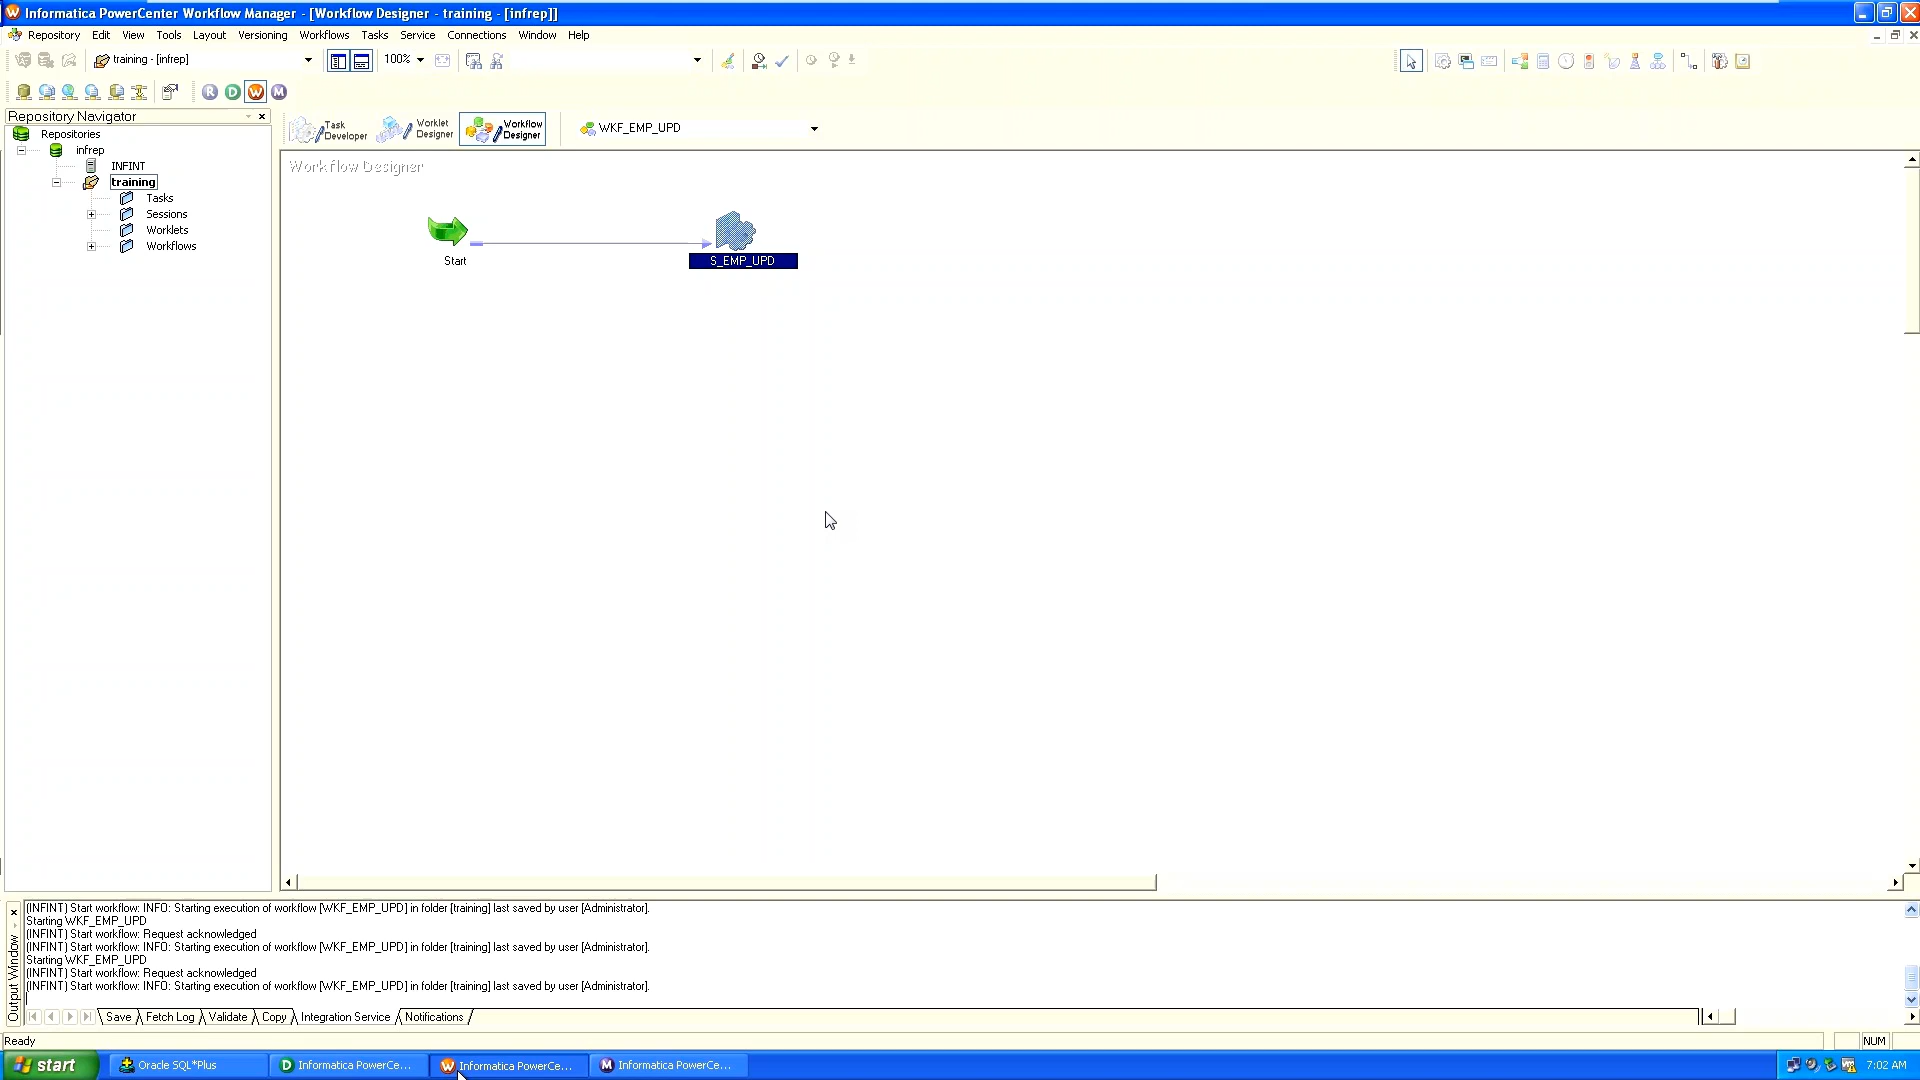 Informatica PowerCenter Workflow Manager - [Workflow Designer - training - [infrep]]
Repository Edit View Tools Layout Versioning Workflows Tasks Service Connections Window Help
training - [infrep] 100%
R D W M
Repository Navigator
Repositories
infrep
INFINT
training
Tasks
Sessions
Worklets
Workflows
Task Developer
Worklet Designer
Workflow Designer
WKF_EMP_UPD
Workflow Designer
Start
S_EMP_UPD
Output Window
(INFINT) Start workflow: INFO: Starting execution of workflow [WKF_EMP_UPD] in folder [training] last saved by user [Administrator].
Starting WKF_EMP_UPD
(INFINT) Start workflow: Request acknowledged
(INFINT) Start workflow: INFO: Starting execution of workflow [WKF_EMP_UPD] in folder [training] last saved by user [Administrator].
Starting WKF_EMP_UPD
(INFINT) Start workflow: Request acknowledged
(INFINT) Start workflow: INFO: Starting execution of workflow [WKF_EMP_UPD] in folder [training] last saved by user [Administrator].
Save Fetch Log Validate Copy Integration Service Notifications
Ready NUM
start Oracle SQL*Plus D Informatica PowerCe... W Informatica PowerCe... M Informatica PowerCe... 7:02 AM